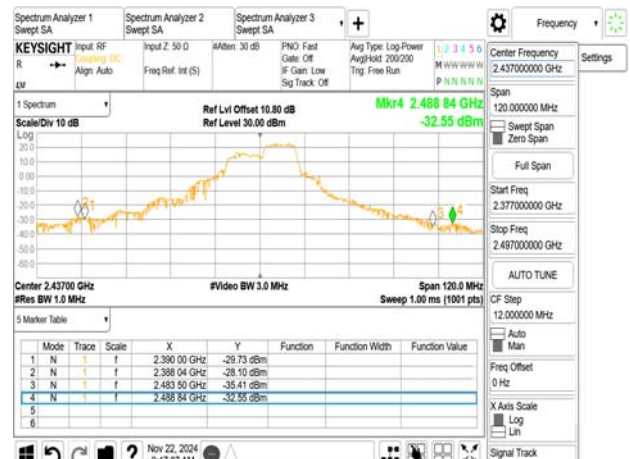 Spectrum Analyzer 1
Swept SA
Spectrum Analyzer 2
Swept SA
Spectrum Analyzer 3
Swept SA
Frequency
KEYSIGHT
R
Input: RF
Coupling: DC
Align: Auto
Input Z: 50 Ω
Freq Ref: Int (S)
#Atten: 30 dB
PNO: Fast
Gate: Off
IF Gain: Low
Sig Track: Off
Avg Type: Log-Power
Avg|Hold: 200/200
Trig: Free Run
1 2 3 4 5 6
M W W W W W
P N N N N N
Center Frequency
2.437000000 GHz
Settings
Span
120.000000 MHz
Swept Span
Zero Span
Full Span
Start Freq
2.377000000 GHz
Stop Freq
2.497000000 GHz
AUTO TUNE
CF Step
12.000000 MHz
Auto
Man
Freq Offset
0 Hz
X Axis Scale
Log
Lin
Signal Track
1 Spectrum
Scale/Div 10 dB
Ref Lvl Offset 10.80 dB
Ref Level 30.00 dBm
Mkr4 2.488 84 GHz
-32.55 dBm
Log
20.0
10.0
0.00
-10.0
-20.0
-30.0
-40.0
-50.0
-60.0
2 1
3
4
Center 2.43700 GHz
#Res BW 1.0 MHz
#Video BW 3.0 MHz
Span 120.0 MHz
Sweep 1.00 ms (1001 pts)
5 Marker Table
Mode Trace Scale X Y Function Function Width Function Value
1 N 1 f 2.390 00 GHz -29.73 dBm
2 N 1 f 2.388 04 GHz -28.10 dBm
3 N 1 f 2.483 50 GHz -35.41 dBm
4 N 1 f 2.488 84 GHz -32.55 dBm
5
6
?
Nov 22, 2024